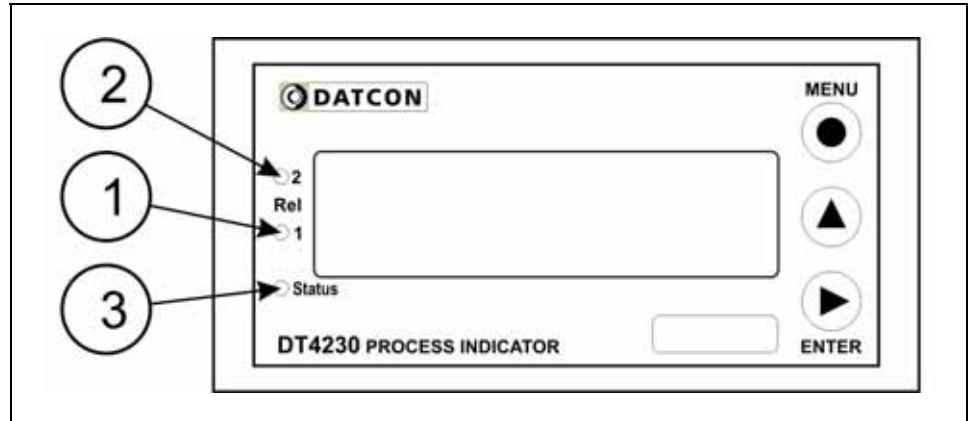 2
1
3
DATCON
MENU
2
Rel
1
Status
DT4230 PROCESS INDICATOR
ENTER